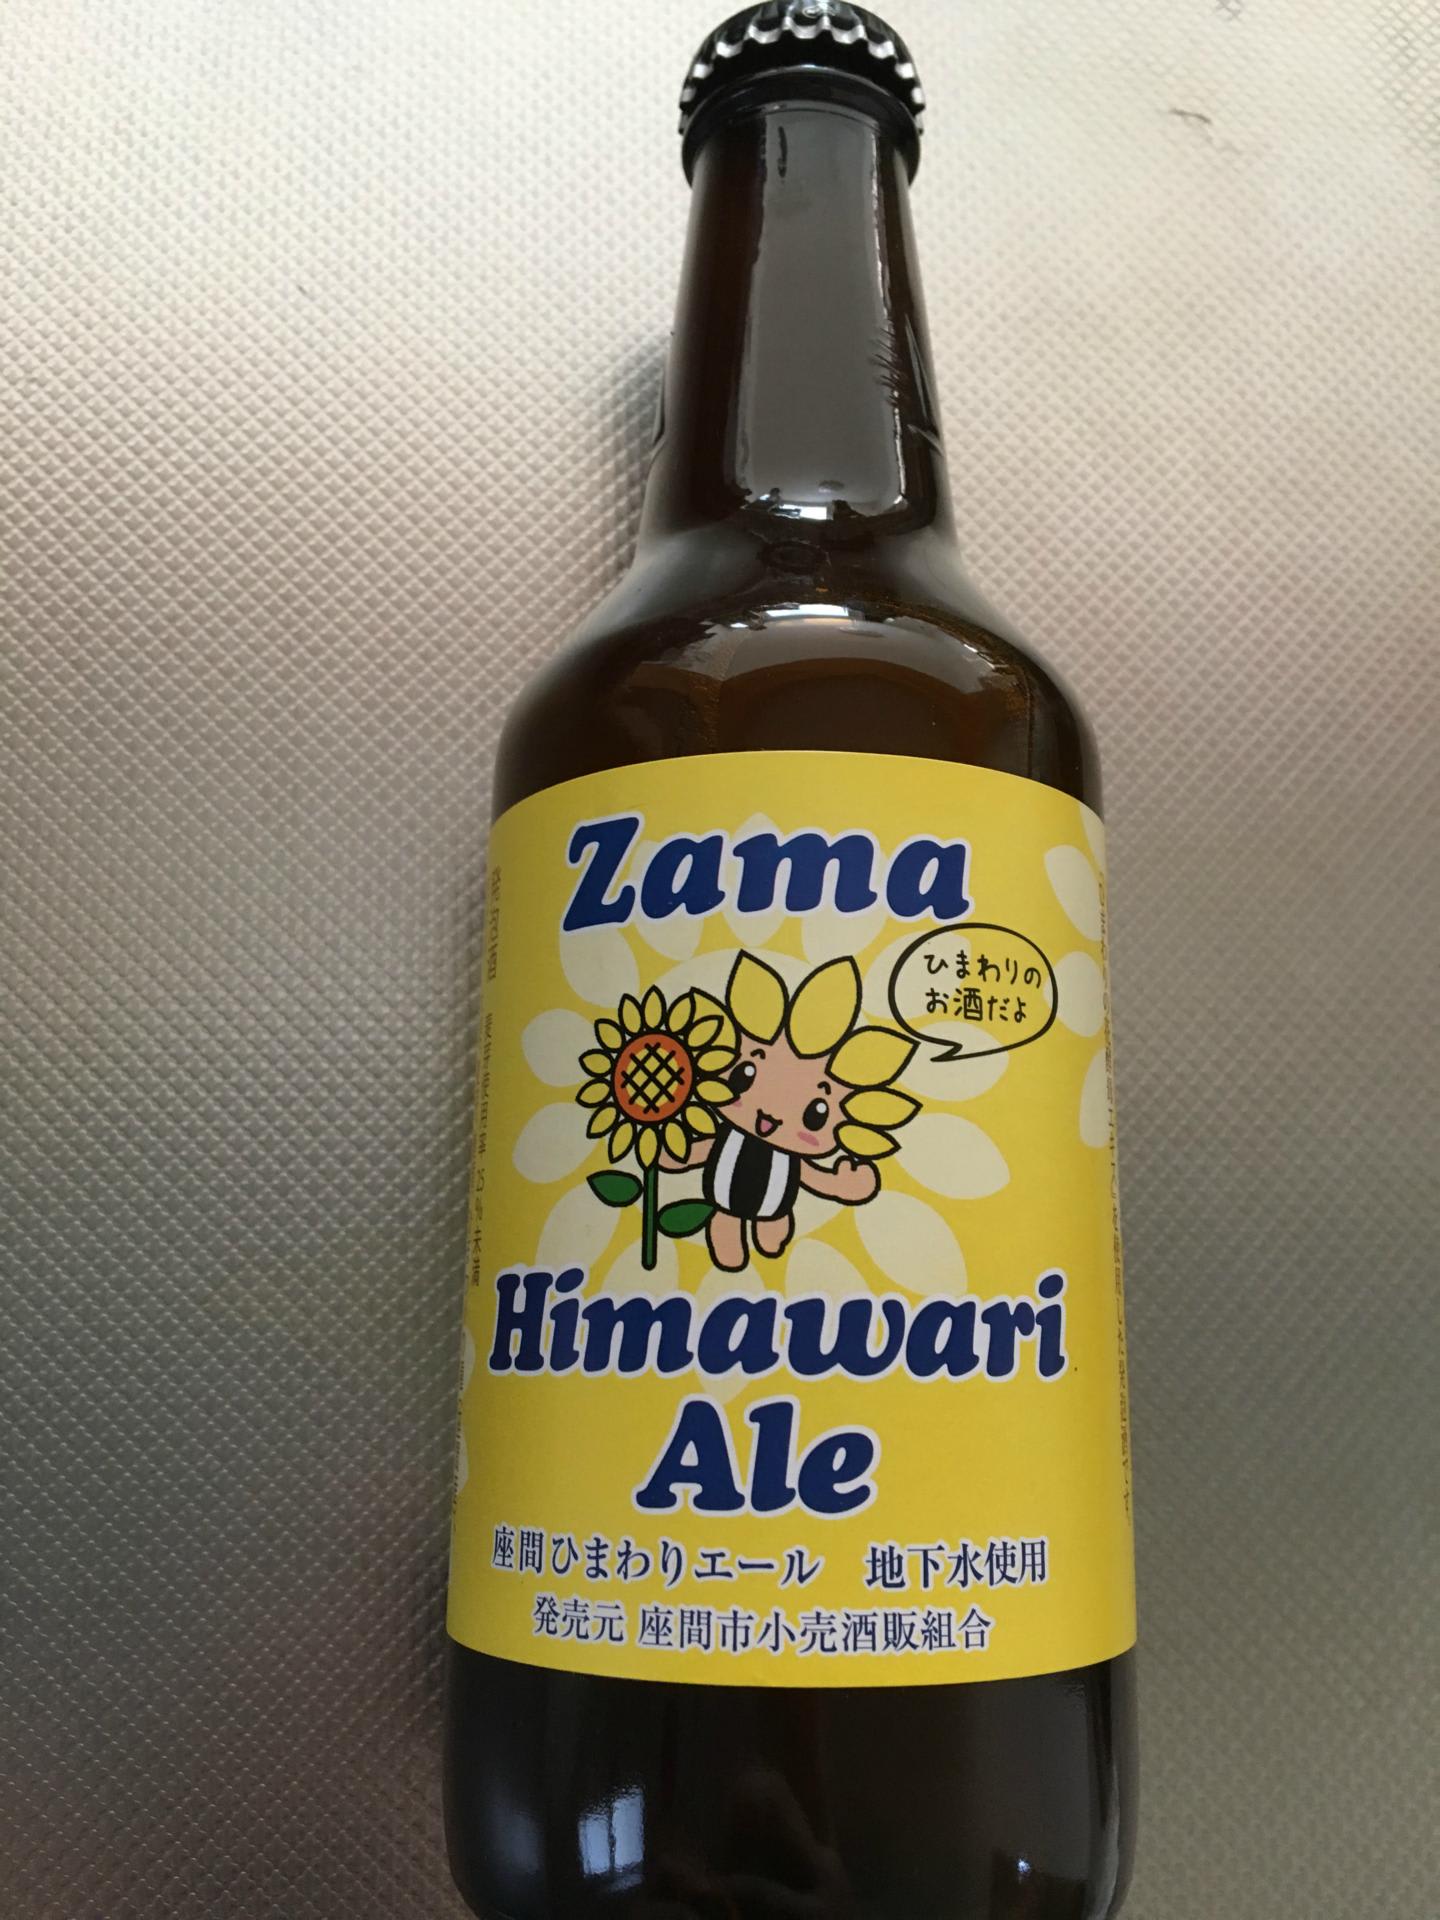 Zama
ひまわりの
お酒だよ
Himawari
Ale
座間ひまわりエール 地下水使用
発売元 座間市小売酒販組合